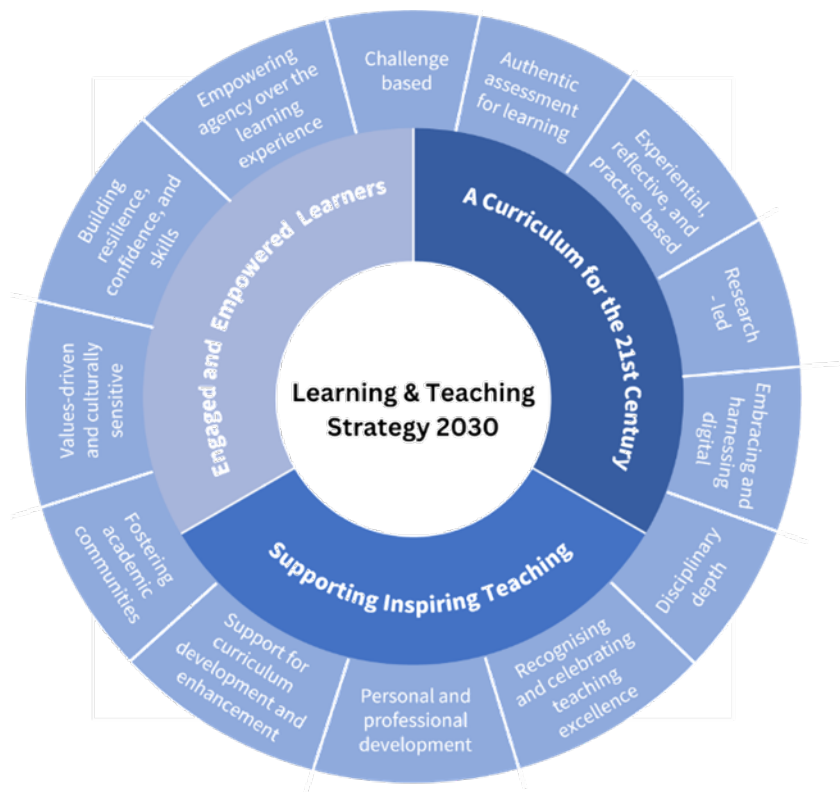 Learning & Teaching
Strategy 2030
A Curriculum for the 21st Century
Supporting Inspiring Teaching
Engaged and Empowered Learners
Challenge
based
Authentic
assessment
for learning
Experiential,
reflective, and
practice based
Research
-led
Embracing and
harnessing
digital
Disciplinary
depth
Recognising
and celebrating
teaching
excellence
Personal and
professional
development
Support for
curriculum
development and
enhancement
Fostering
academic
communities
Values-driven
and culturally
sensitive
Building
resilience,
confidence, and
skills
Empowering
agency over the
learning
experience